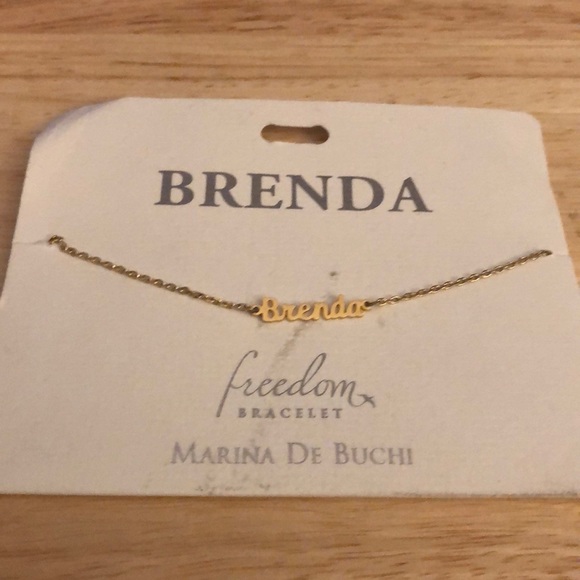 BRENDA
Brenda
freedom
BRACELET
MARINA DE BUCHI